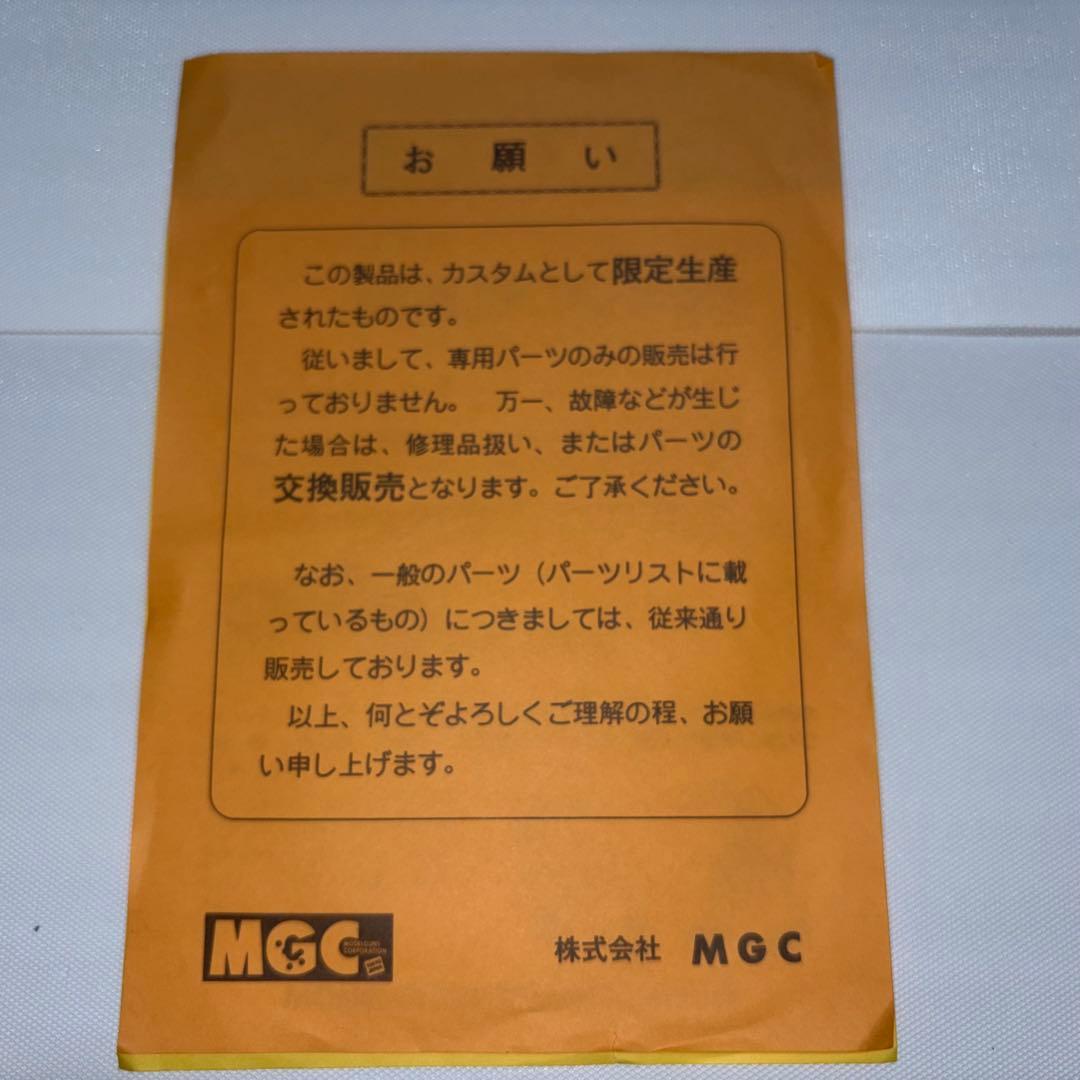 お願い
この製品は、カスタムとして限定生産
されたものです。
従いまして、専用パーツのみの販売は行
っておりません。 万一、故障などが生じ
た場合は、修理品扱い、またはパーツの
交換販売となります。ご了承ください。
なお、一般のパーツ（パーツリストに載
っているもの）につきましては、従来通り
販売しております。
以上、何とぞよろしくご理解の程、お願
い申し上げます。
MGC
MODELGUNS
CORPORATION
株式会社 MGC